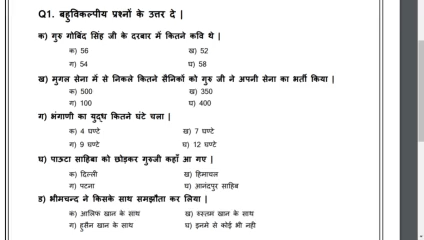 Q1. बहुविकल्पीय प्रश्नों के उत्तर दे |
क) गुरु गोबिंद सिंह जी के दरबार में कितने कवि थे |
क) 56 ख) 52
ग) 54 घ) 58
ख) मुगल सेना में से निकले कितने सैनिकों को गुरु जी ने अपनी सेना का भर्ती किया |
क) 500 ख) 350
ग) 100 घ) 400
ग) भंगाणी का युद्ध कितने घंटे चला |
क) 4 घण्टे ख) 7 घण्टे
ग) 9 घण्टे घ) 12 घण्टे
घ) पाऊटा साहिबा को छोड़कर गुरुजी कहाँ आ गए |
क) दिल्ली ख) हिमाचल
ग) पटना घ) आनंदपुर साहिब
ड) भीमचन्द ने किसके साथ समझौता कर लिया |
क) आलिफ खान के साथ ख) रुस्तम खान के साथ
ग) हुसैन खान के साथ घ) इनमे से कोई भी नही